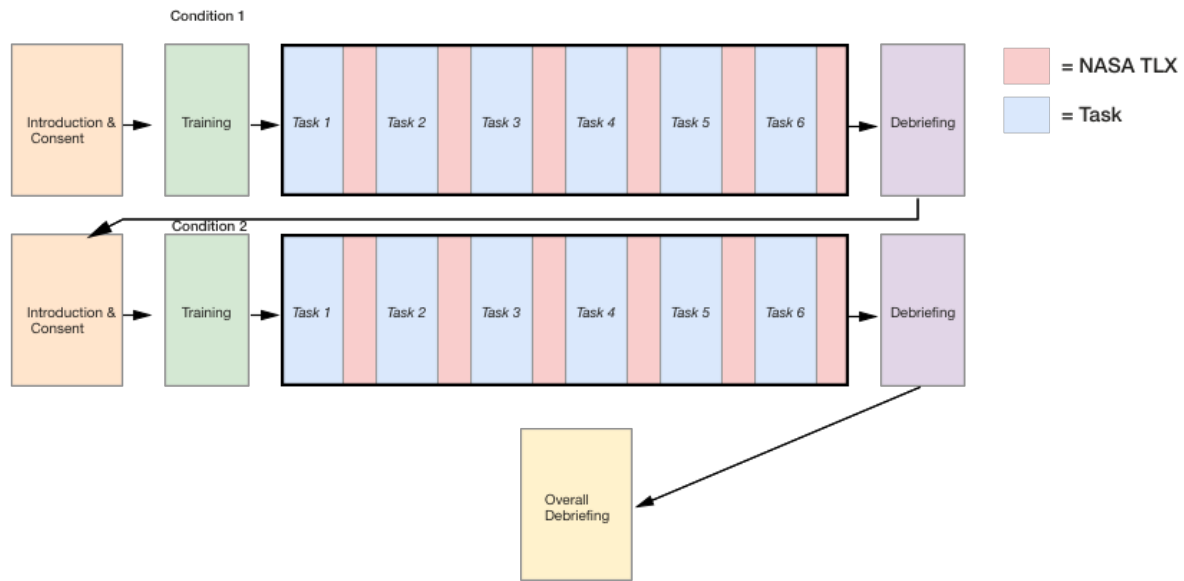 Condition 1
Introduction &
Consent
Training
Task 1
Task 2
Task 3
Task 4
Task 5
Task 6
Debriefing
= NASA TLX
= Task
Condition 2
Introduction &
Consent
Training
Task 1
Task 2
Task 3
Task 4
Task 5
Task 6
Debriefing
Overall
Debriefing